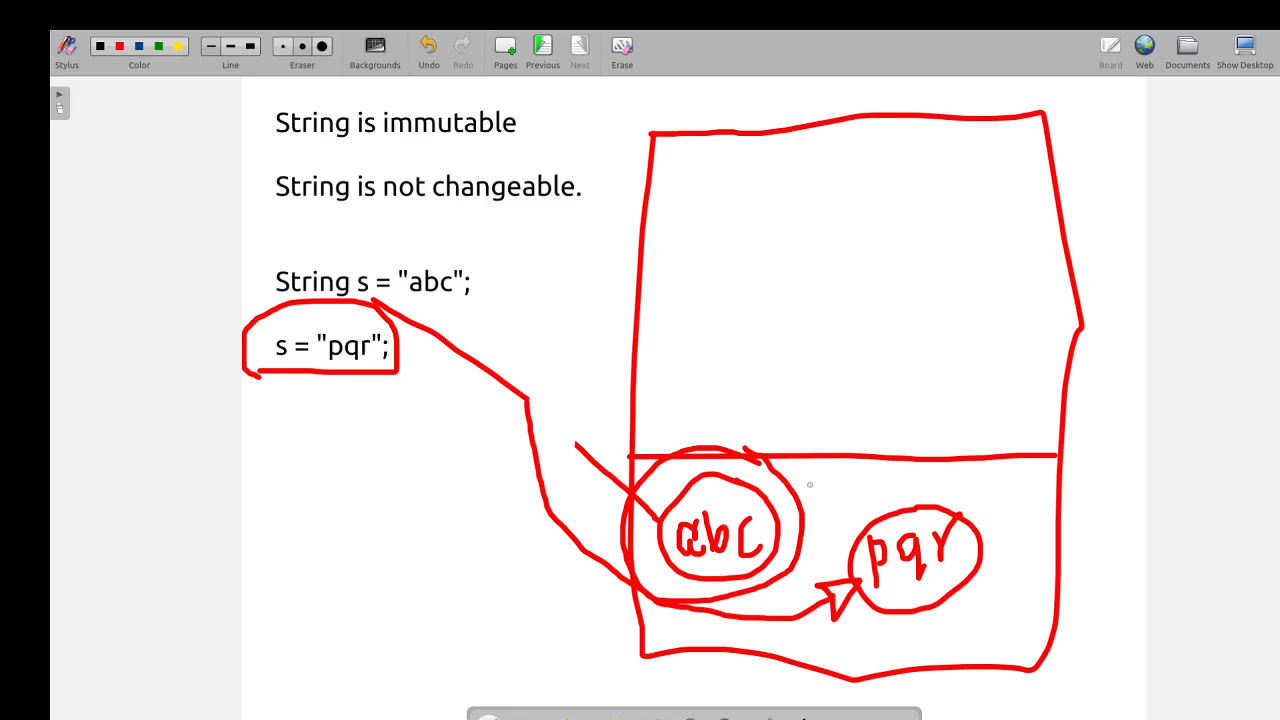 Stylus
Color
Line
Eraser
Backgrounds
Undo
Redo
Pages
Previous
Next
Erase
Board
Web
Documents
Show Desktop
String is immutable
String is not changeable.
String s = "abc";
s = "pqr";
abc
pqr